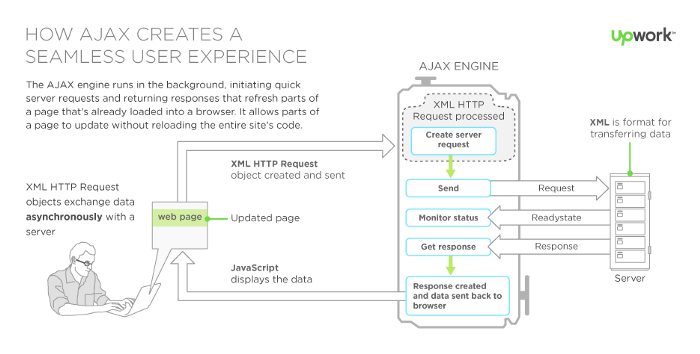 HOW AJAX CREATES A
SEAMLESS USER EXPERIENCE
Upwork™
The AJAX engine runs in the background, initiating quick
server requests and returning responses that refresh parts of
a page that's already loaded into a browser. It allows parts
of a page to update without reloading the entire site's code.
AJAX ENGINE
XML HTTP
Request processed
Create server
request
XML is format for
transferring data
XML HTTP Request
object created and sent
XML HTTP Request
objects exchange data
asynchronously with a
server
web page
Updated page
Send
Request
Monitor status
Readystate
Get response
Response
Server
JavaScript
displays the data
Response created
and data sent back to
browser